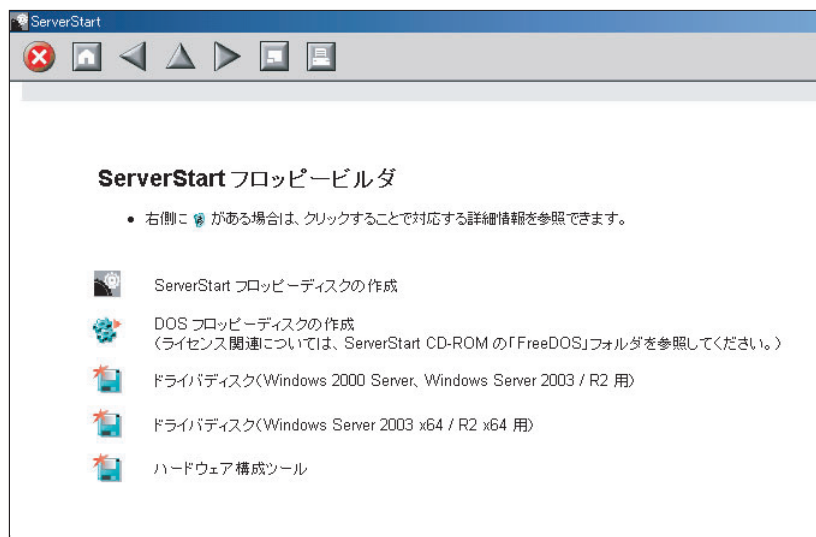 ServerStart
ServerStart フロッピービルダ
• 右側に がある場合は、クリックすることで対応する詳細情報を参照できます。
ServerStart フロッピーディスクの作成
DOS フロッピーディスクの作成
(ライセンス関連については、ServerStart CD-ROM の「FreeDOS」フォルダを参照してください。)
ドライバディスク(Windows 2000 Server、Windows Server 2003 / R2 用)
ドライバディスク(Windows Server 2003 x64 / R2 x64 用)
ハードウェア構成ツール